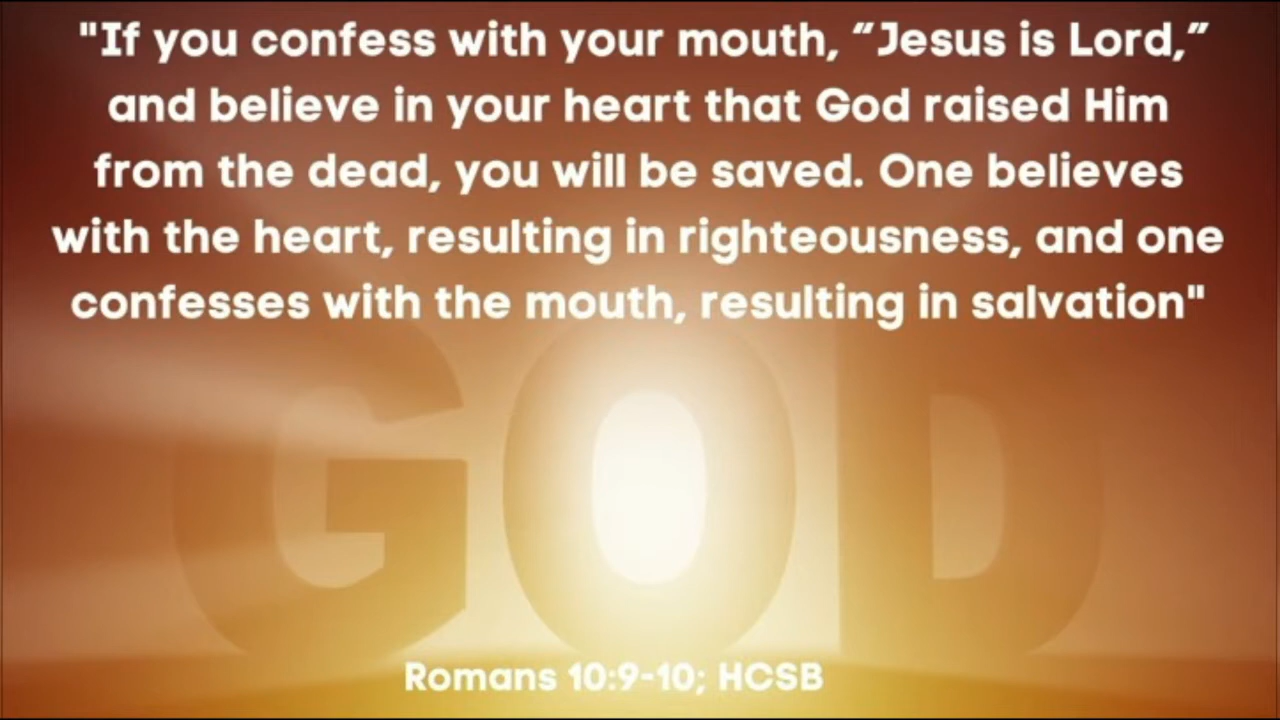 "If you confess with your mouth, “Jesus is Lord,”
and believe in your heart that God raised Him
from the dead, you will be saved. One believes
with the heart, resulting in righteousness, and one
confesses with the mouth, resulting in salvation"
GOD
Romans 10:9-10; HCSB